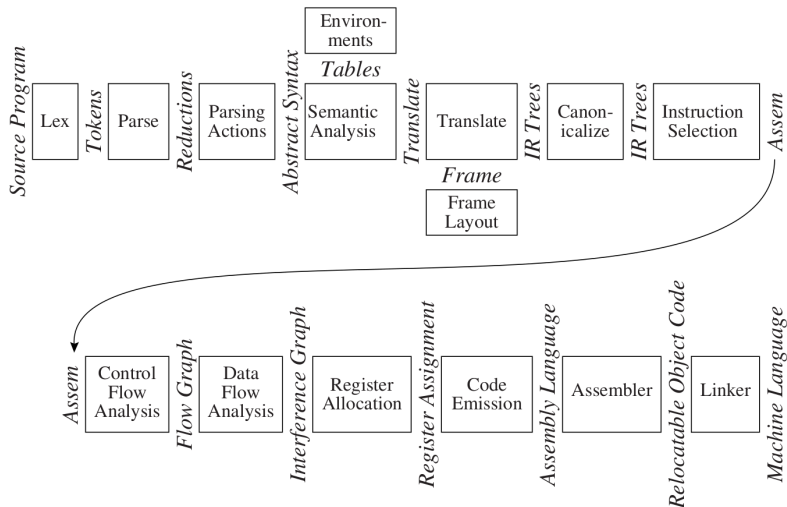 Environ-
ments
Tables
Source Program
Lex
Tokens
Parse
Reductions
Parsing
Actions
Abstract Syntax
Semantic
Analysis
Translate
Translate
IR Trees
Canon-
icalize
IR Trees
Instruction
Selection
Assem
Frame
Frame
Layout
Assem
Control
Flow
Analysis
Flow Graph
Data
Flow
Analysis
Interference Graph
Register
Allocation
Register Assignment
Code
Emission
Assembly Language
Assembler
Relocatable Object Code
Linker
Machine Language